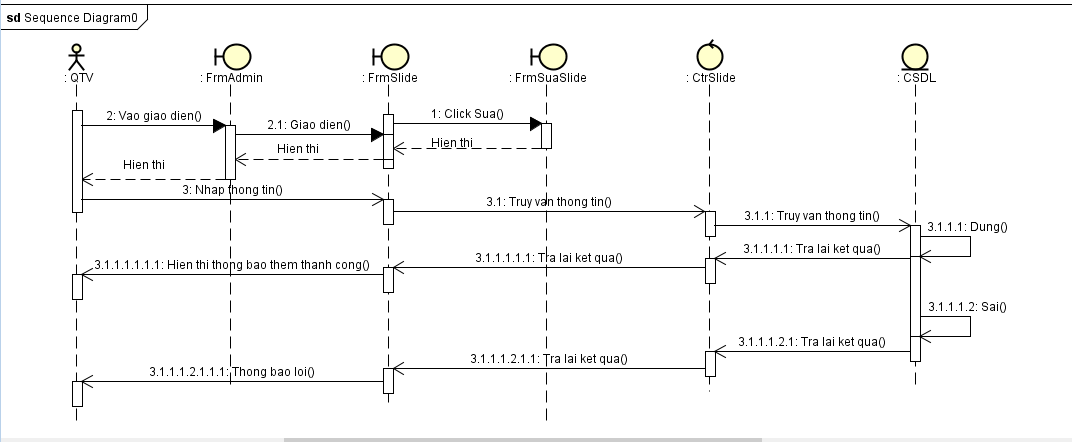 sd Sequence Diagram0
: QTV
: FrmAdmin
: FrmSlide
: FrmSuaSlide
: CtrSlide
: CSDL
2: Vao giao dien()
2.1: Giao dien()
1: Click Sua()
Hien thi
Hien thi
Hien thi
3: Nhap thong tin()
3.1: Truy van thong tin()
3.1.1: Truy van thong tin()
3.1.1.1: Dung()
3.1.1.1.1: Tra lai ket qua()
3.1.1.1.1.1: Tra lai ket qua()
3.1.1.1.1.1.1: Hien thi thong bao them thanh cong()
3.1.1.1.2: Sai()
3.1.1.1.2.1: Tra lai ket qua()
3.1.1.1.2.1.1: Tra lai ket qua()
3.1.1.1.2.1.1.1: Thong bao loi()